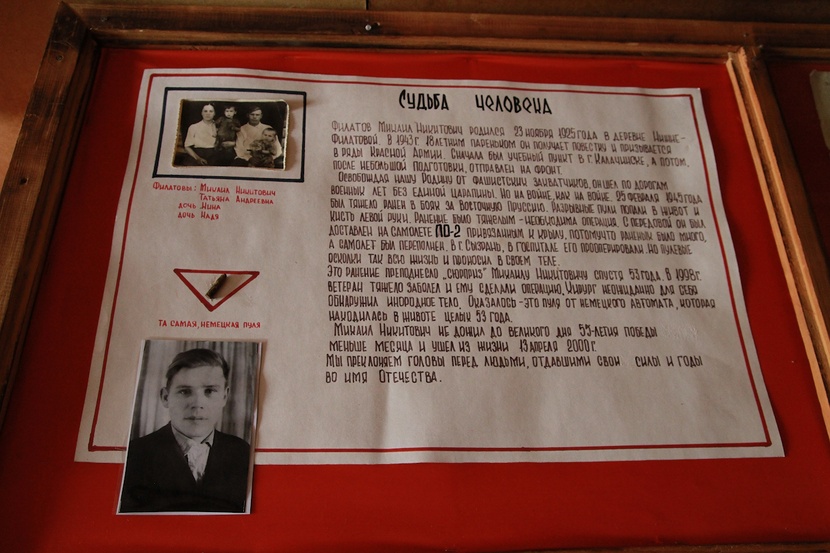 Судьба человека
Филатов Михаил Никитович родился 23 ноября 1925 года в деревне Нижне-
Филатовой. В 1943 г. 18 летним пареньком он получает повестку и призывается
в ряды Красной Армии. Сначала был учебный пункт в г. Калачинске, а потом,
после небольшой подготовки, отправлен на фронт.
Освобождая нашу Родину от фашистских захватчиков, он шел по дорогам
военных лет без единой царапины. Но на войне, как на войне. 25 февраля 1945 года
был тяжело ранен в боях за Восточную Пруссию. Разрывные пули попали в живот и
кисть левой руки. Ранение было тяжелым - необходима операция. С передовой он был
доставлен на самолете ПО-2 привязанным к крылу, потому что раненых было много,
а самолет был переполнен. В г. Сызрань, в госпитале его прооперировали. Но пулевые
осколки так всю жизнь и проносил в своем теле.
Это ранение преподнесло „сюрприз" Михаилу Никитовичу спустя 53 года. В 1998 г.
ветеран тяжело заболел и ему сделали операцию. Хирург неожиданно для себя
обнаружил инородное тело. Оказалось - это пуля от немецкого автомата, которая
находилась в животе целых 53 года.
Михаил Никитович не дожил до великого дня 55-летия победы
меньше месяца и ушел из жизни 13 апреля 2000 г.
Мы преклоняем головы перед людьми, отдавшими свои силы и годы
во имя Отечества.
Филатовы: Михаил Никитович
Татьяна Андреевна
дочь Нина
дочь Надя
Та самая, немецкая пуля